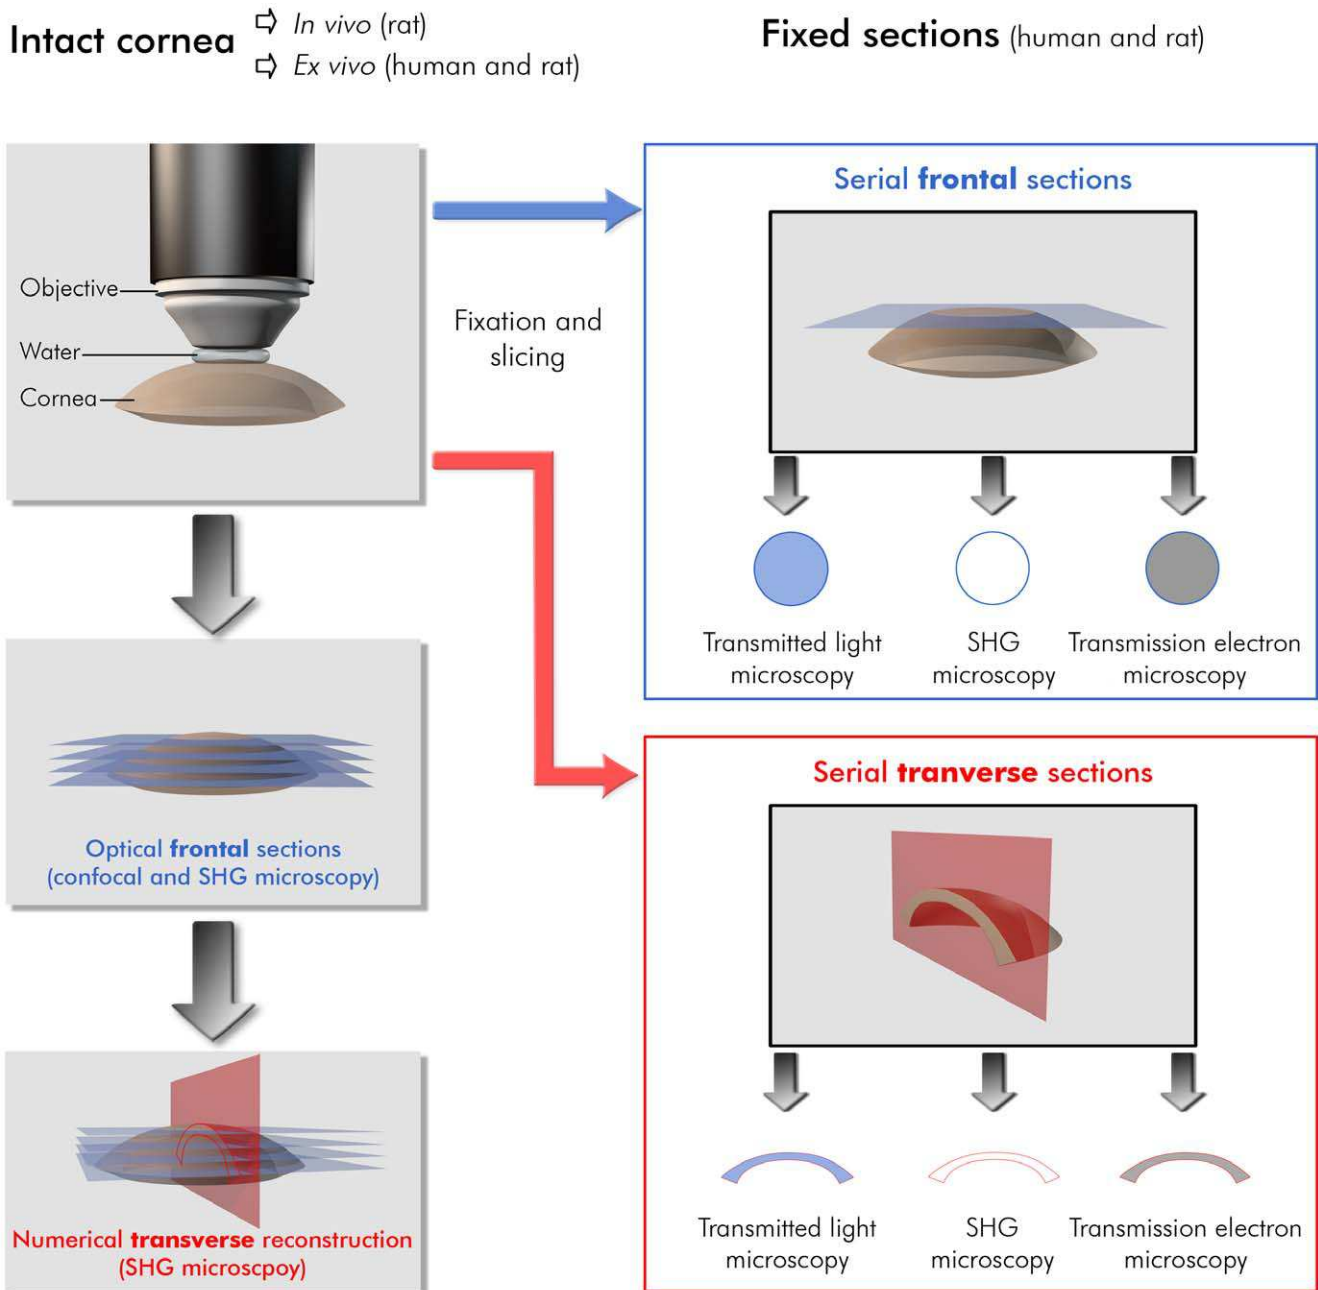 Intact cornea
⇨ In vivo (rat)
⇨ Ex vivo (human and rat)
Fixed sections (human and rat)
Objective
Water
Cornea
Fixation and
slicing
Serial frontal sections
Transmitted light
microscopy
SHG
microscopy
Transmission electron
microscopy
Optical frontal sections
(confocal and SHG microscopy)
Serial tranverse sections
Transmitted light
microscopy
SHG
microscopy
Transmission electron
microscopy
Numerical transverse reconstruction
(SHG microscpoy)